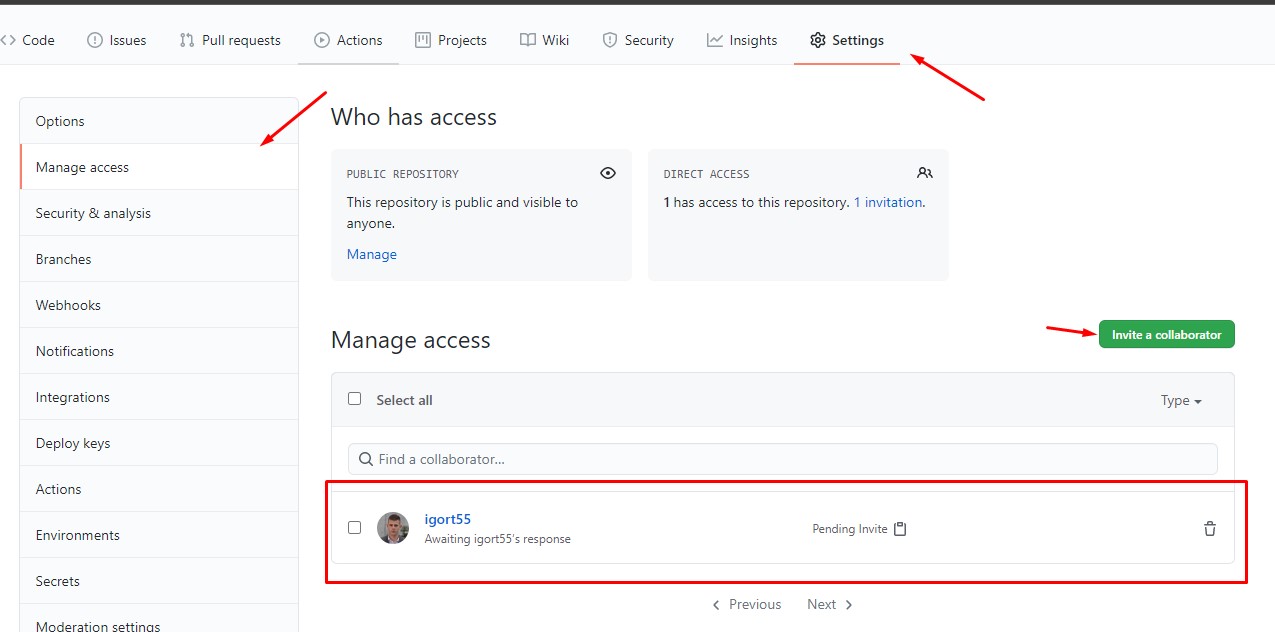 Code Issues Pull requests Actions Projects Wiki Security Insights Settings
Options
Manage access
Security & analysis
Branches
Webhooks
Notifications
Integrations
Deploy keys
Actions
Environments
Secrets
Moderation settings
Who has access
PUBLIC REPOSITORY
This repository is public and visible to
anyone.
Manage
DIRECT ACCESS
1 has access to this repository. 1 invitation.
Manage access
Invite a collaborator
Select all
Type
Find a collaborator...
igort55
Awaiting igort55's response
Pending Invite
Previous Next